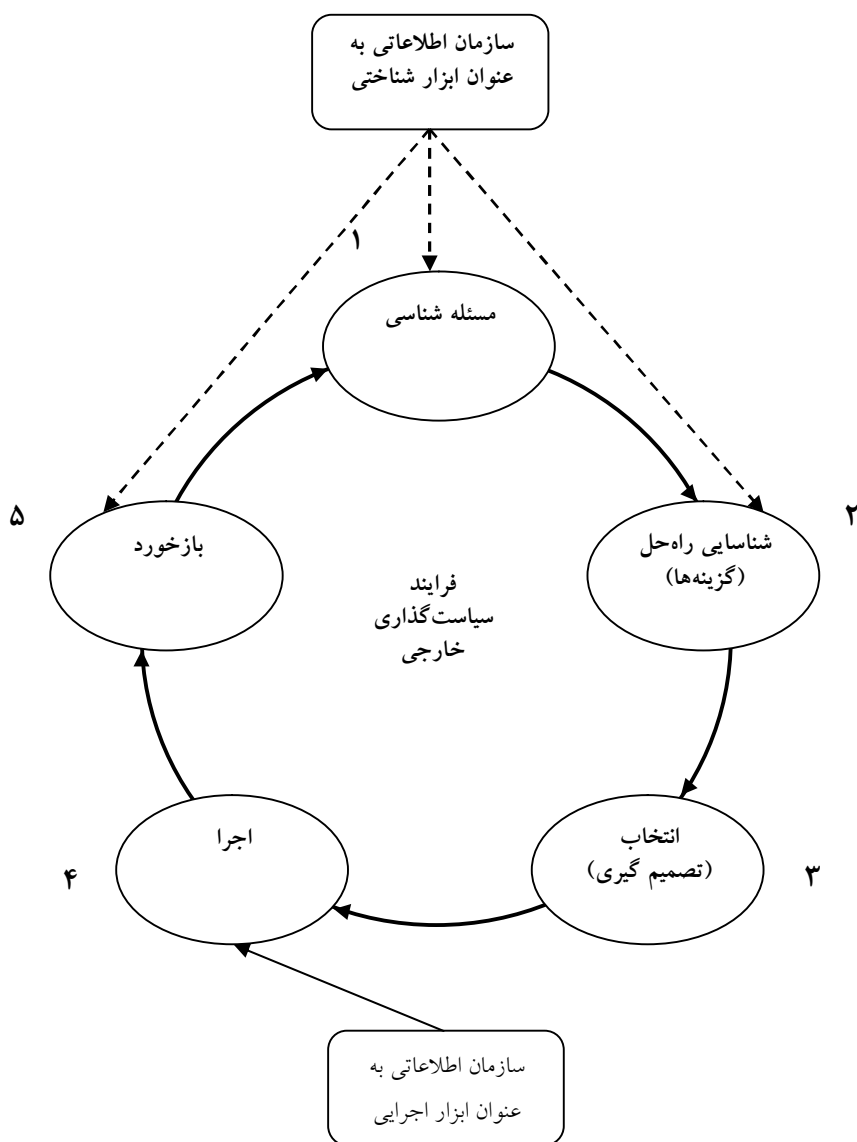 سازمان اطلاعاتی به
عنوان ابزار شناختی
۱
مسئله شناسی
۲
شناسایی راه‌حل
(گزینه‌ها)
۵
بازخورد
فرایند
سیاست‌گذاری
خارجی
۳
انتخاب
(تصمیم گیری)
۴
اجرا
سازمان اطلاعاتی به
عنوان ابزار اجرایی